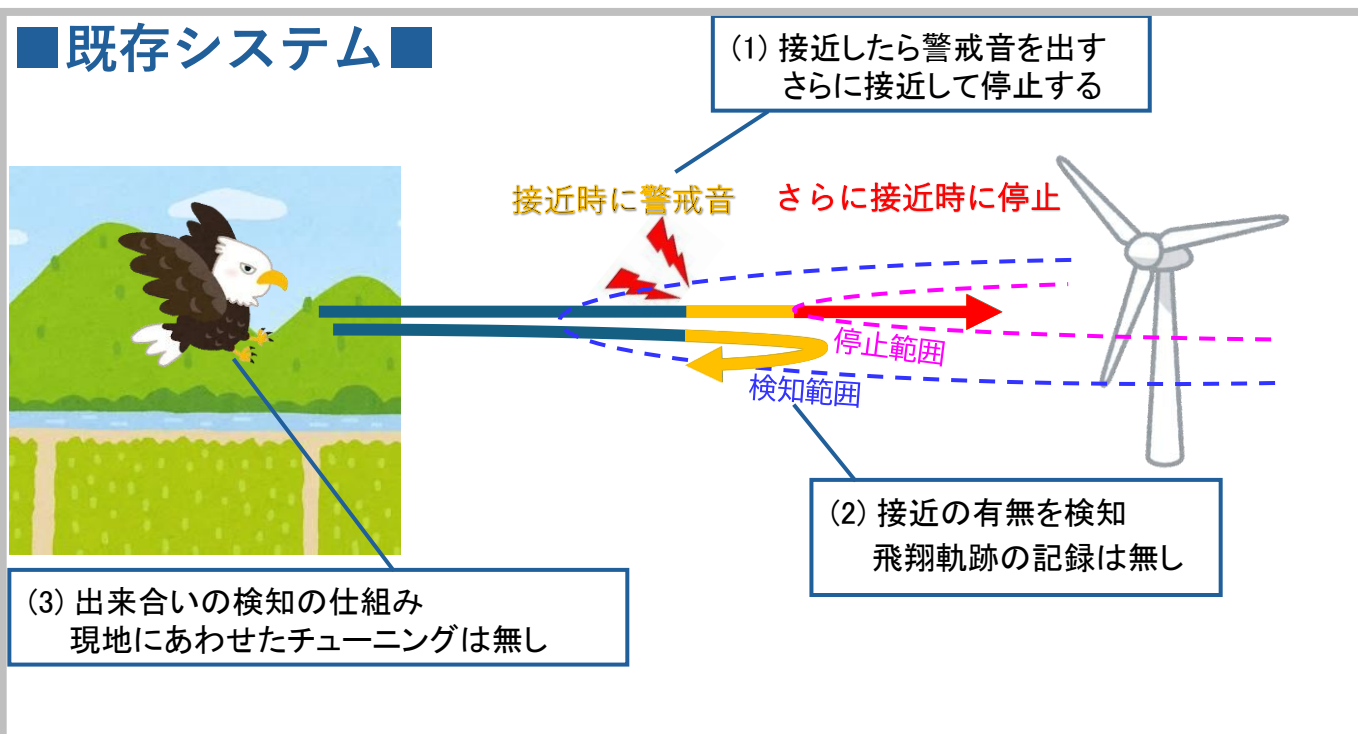 ■既存システム■
(1) 接近したら警戒音を出す
さらに接近して停止する
接近時に警戒音
さらに接近時に停止
停止範囲
検知範囲
(2) 接近の有無を検知
飛翔軌跡の記録は無し
(3) 出来合いの検知の仕組み
現地にあわせたチューニングは無し